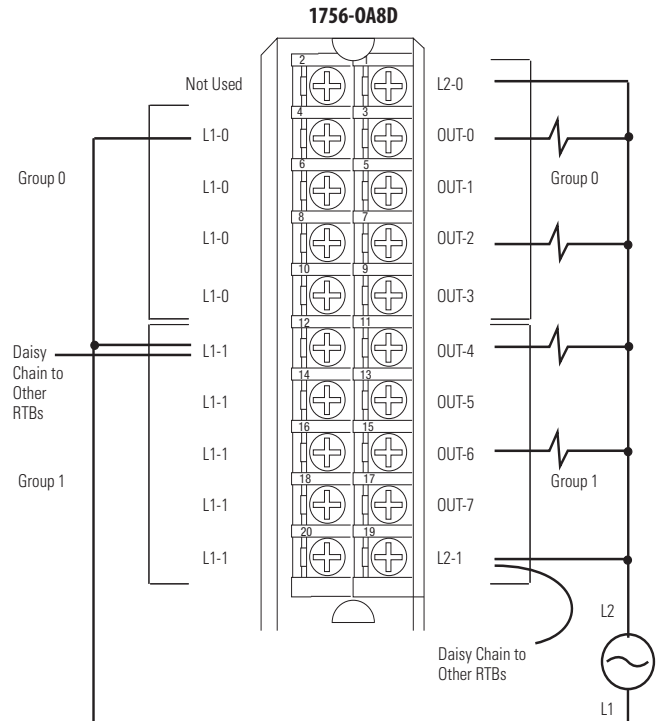 1756-OA8D
2 1
Not Used L2-0
4 3
L1-0 OUT-0
6 5
Group 0 Group 0
L1-0 OUT-1
8 7
L1-0 OUT-2
10 9
L1-0 OUT-3
12 11
Daisy
Chain to
Other
RTBs
L1-1 OUT-4
14 13
L1-1 OUT-5
16 15
L1-1 OUT-6
Group 1 Group 1
18 17
L1-1 OUT-7
20 19
L1-1 L2-1
L2
Daisy Chain to
Other RTBs
L1